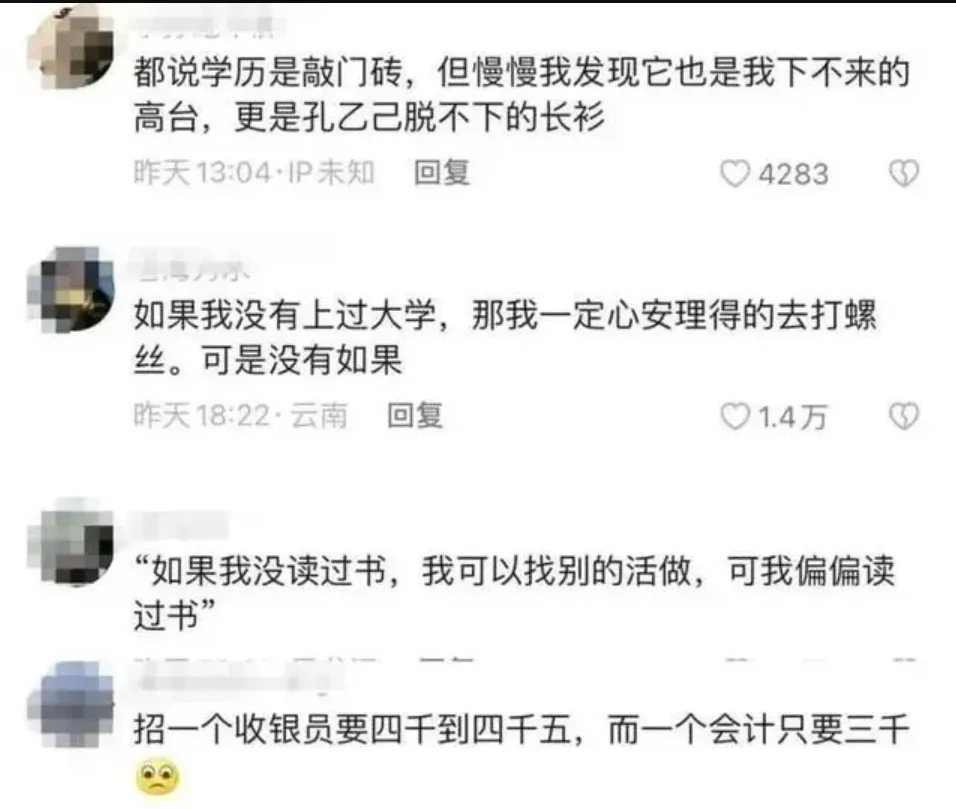 都说学历是敲门砖，但慢慢我发现它也是我下不来的
高台，更是孔乙己脱不下的长衫
昨天13:04·IP未知 回复 4283
如果我没有上过大学，那我一定心安理得的去打螺
丝。可是没有如果
昨天18:22·云南 回复 1.4万
“如果我没读过书，我可以找别的活做，可我偏偏读
过书”
招一个收银员要四千到四千五，而一个会计只要三千